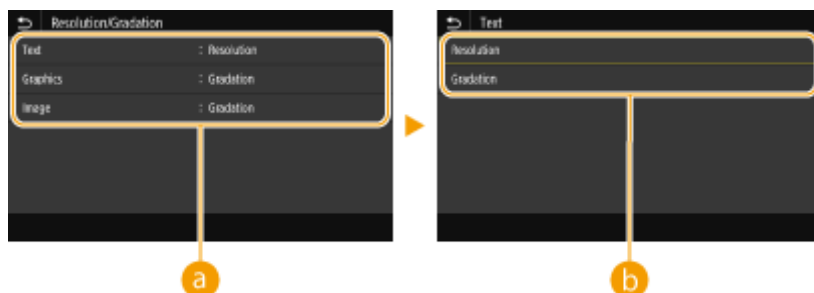 Resolution/Gradation
Text : Resolution
Graphics : Gradation
Image : Gradation
a
Text
Resolution
Gradation
b